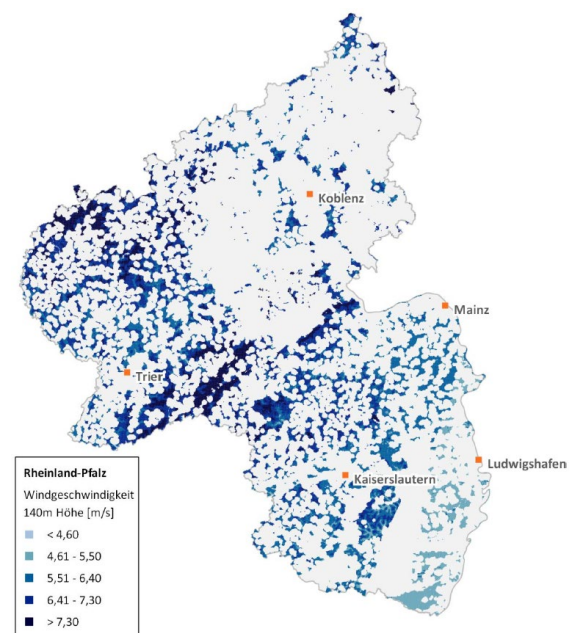 Koblenz
Mainz
Trier
Ludwigshafen
Kaiserslautern
Rheinland-Pfalz
Windgeschwindigkeit
140m Höhe [m/s]
< 4,60
4,61 - 5,50
5,51 - 6,40
6,41 - 7,30
> 7,30